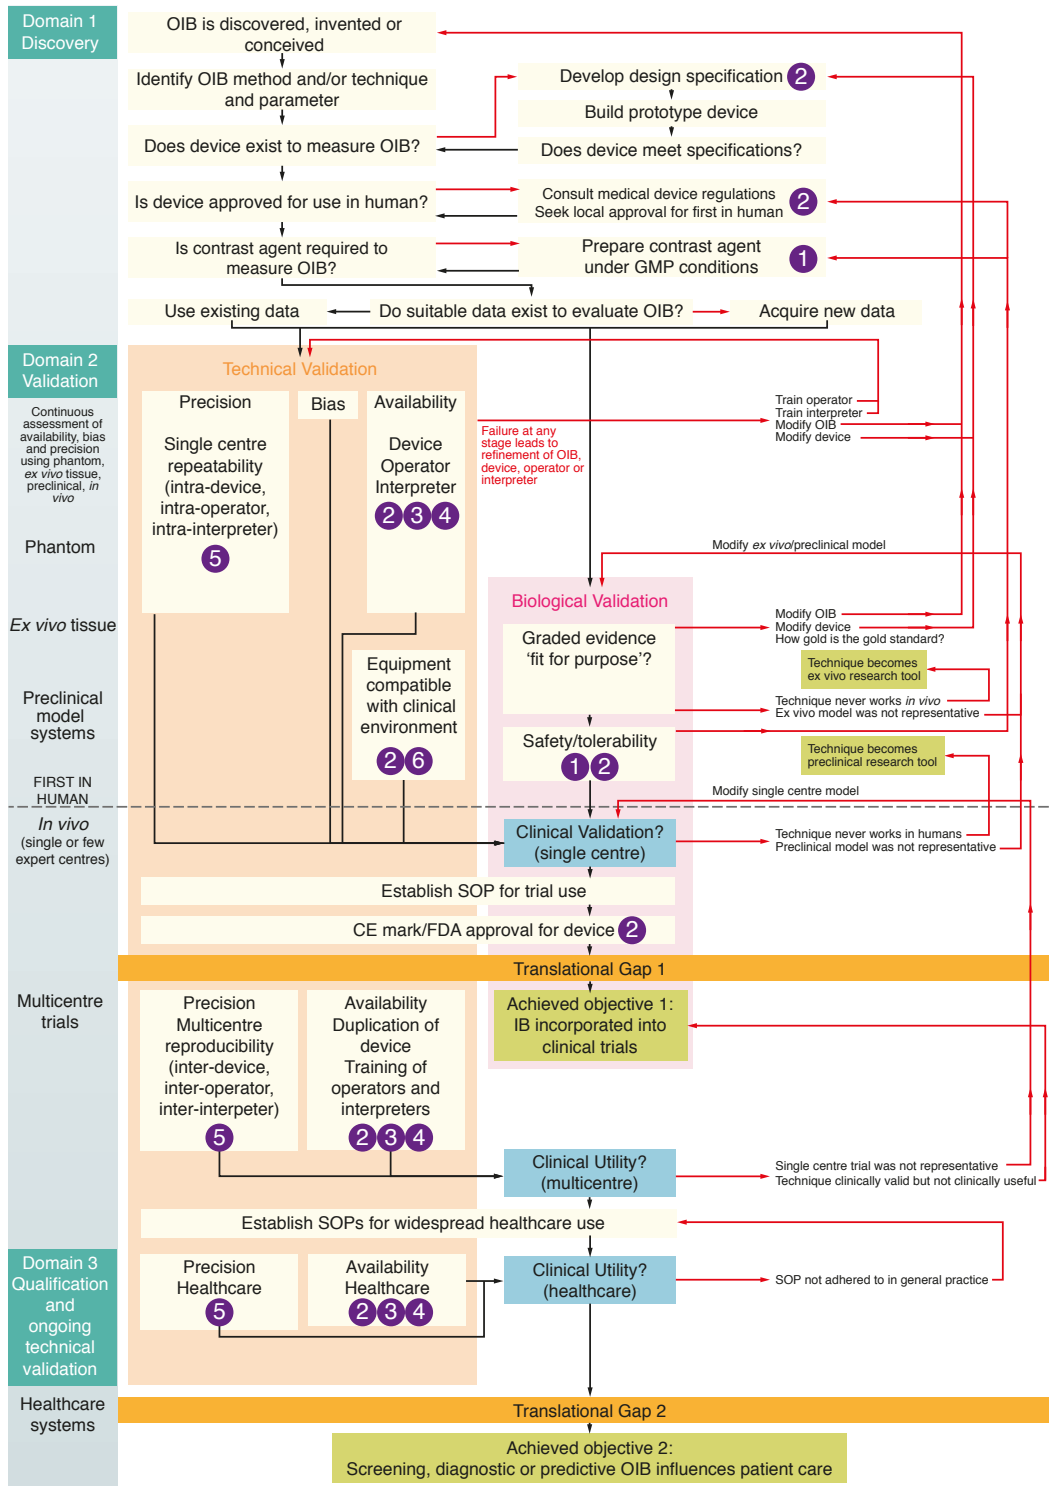 Domain 1
Discovery
OIB is discovered, invented or
conceived
Identify OIB method and/or technique
and parameter
Develop design specification 2
Build prototype device
Does device exist to measure OIB?
Does device meet specifications?
Is device approved for use in human?
Consult medical device regulations
Seek local approval for first in human
2
Is contrast agent required to
measure OIB?
Prepare contrast agent
under GMP conditions
1
Use existing data
Do suitable data exist to evaluate OIB?
Acquire new data
Domain 2
Validation
Continuous
assessment of
availability, bias
and precision
using phantom,
ex vivo tissue,
preclinical, in
vivo
Technical Validation
Precision
Single centre
repeatability
(intra-device,
intra-operator,
intra-interpreter)
5
Bias
Availability
Device
Operator
Interpreter
2 3 4
Failure at any
stage leads to
refinement of OIB,
device, operator or
interpreter
Train operator
Train interpreter
Modify OIB
Modify device
Phantom
Modify ex vivo/preclinical model
Biological Validation
Ex vivo tissue
Graded evidence
‘fit for purpose’?
Modify OIB
Modify device
How gold is the gold standard?
Technique becomes
ex vivo research tool
Equipment
compatible
with clinical
environment
2 6
Preclinical
model
systems
Technique never works in vivo
Ex vivo model was not representative
Safety/tolerability
1 2
Technique becomes
preclinical research tool
FIRST IN
HUMAN
Modify single centre model
In vivo
(single or few
expert centres)
Clinical Validation?
(single centre)
Technique never works in humans
Preclinical model was not representative
Establish SOP for trial use
CE mark/FDA approval for device 2
Translational Gap 1
Multicentre
trials
Precision
Multicentre
reproducibility
(inter-device,
inter-operator,
inter-interpeter)
5
Availability
Duplication of
device
Training of
operators and
interpreters
2 3 4
Achieved objective 1:
IB incorporated into
clinical trials
Clinical Utility?
(multicentre)
Single centre trial was not representative
Technique clinically valid but not clinically useful
Establish SOPs for widespread healthcare use
Domain 3
Qualification
and
ongoing
technical
validation
Precision
Healthcare
5
Availability
Healthcare
2 3 4
Clinical Utility?
(healthcare)
SOP not adhered to in general practice
Healthcare
systems
Translational Gap 2
Achieved objective 2:
Screening, diagnostic or predictive OIB influences patient care